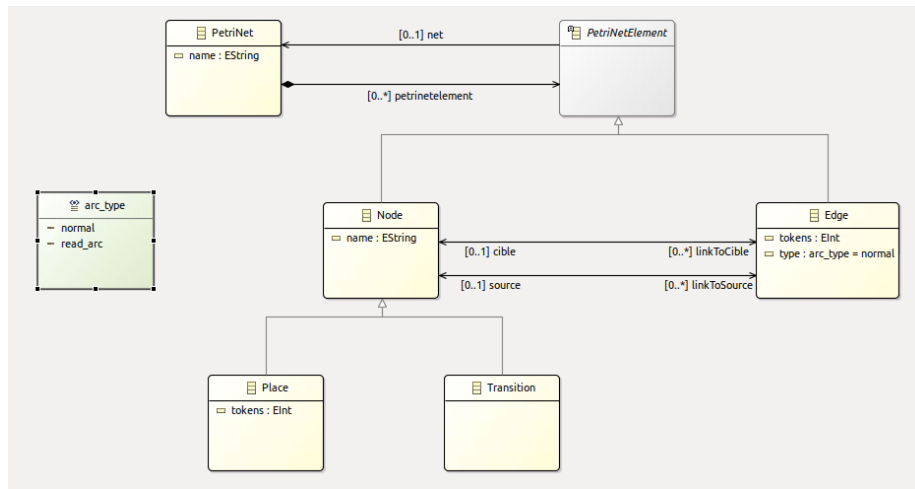 PetriNet
name : EString
[0..1] net
PetriNetElement
[0..*] petrinetelement
arc_type
normal
read_arc
Node
name : EString
[0..1] cible
[0..*] linkToCible
[0..1] source
[0..*] linkToSource
Edge
tokens : EInt
type : arc_type = normal
Place
tokens : EInt
Transition